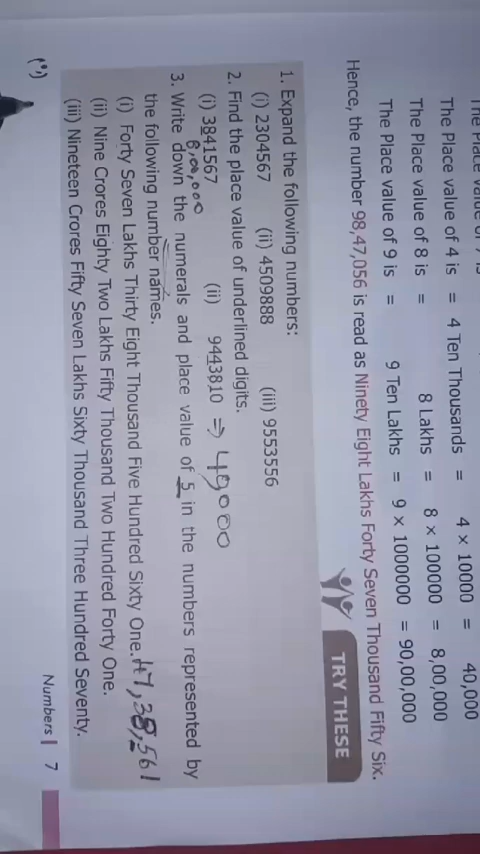 The Place value of 4 is = 4 Ten Thousands = 4 x 10000 = 40,000
The Place value of 8 is = 8 Lakhs = 8 x 100000 = 8,00,000
The Place value of 9 is = 9 Ten Lakhs = 9 x 1000000 = 90,00,000
Hence, the number 98,47,056 is read as Ninety Eight Lakhs Forty Seven Thousand Fifty Six.
TRY THESE
1. Expand the following numbers:
(i) 2304567 (ii) 4509888 (iii) 9553556
2. Find the place value of underlined digits.
(i) 3841567 (ii) 9443810 => 40000
8,00,000
3. Write down the numerals and place value of 5 in the numbers represented by
the following number names.
(i) Forty Seven Lakhs Thirty Eight Thousand Five Hundred Sixty One. 47,38,561
(ii) Nine Crores Eighty Two Lakhs Fifty Thousand Two Hundred Forty One.
(iii) Nineteen Crores Fifty Seven Lakhs Sixty Thousand Three Hundred Seventy.
Numbers | 7